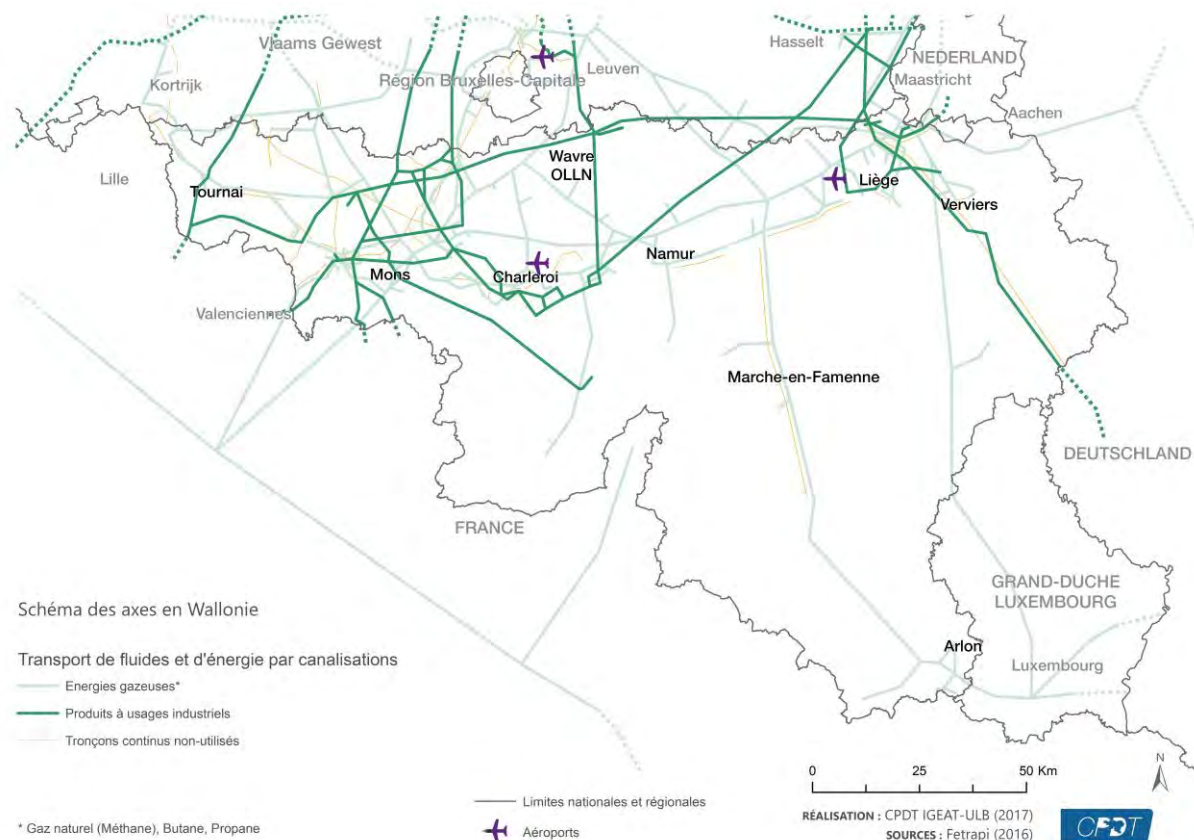 Vlaams Gewest
Hasselt
NEDERLAND
Maastricht
Kortrijk
Région Bruxelles-Capitale
Leuven
Aachen
Lille
Tournai
Wavre
OLLN
Liège
Verviers
Mons
Charleroi
Namur
Valenciennes
Marche-en-Famenne
DEUTSCHLAND
FRANCE
GRAND-DUCHE
LUXEMBOURG
Arlon
Luxembourg
Schéma des axes en Wallonie
Transport de fluides et d'énergie par canalisations
Energies gazeuses*
Produits à usages industriels
Tronçons continus non-utilisés
* Gaz naturel (Méthane), Butane, Propane
Limites nationales et régionales
Aéroports
0 25 50 Km
N
RÉALISATION : CPDT IGEAT-ULB (2017)
SOURCES : Fetrapi (2016)
CPDT